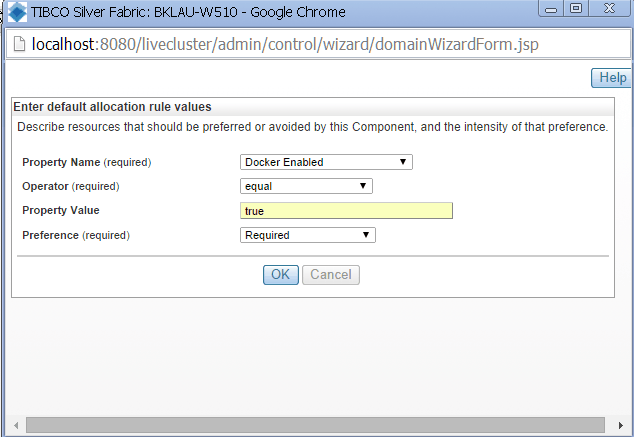 TIBCO Silver Fabric: BKLAU-W510 - Google Chrome
localhost:8080/livecluster/admin/control/wizard/domainWizardForm.jsp
Help
Enter default allocation rule values
Describe resources that should be preferred or avoided by this Component, and the intensity of that preference.
Property Name (required) Docker Enabled
Operator (required) equal
Property Value true
Preference (required) Required
OK Cancel